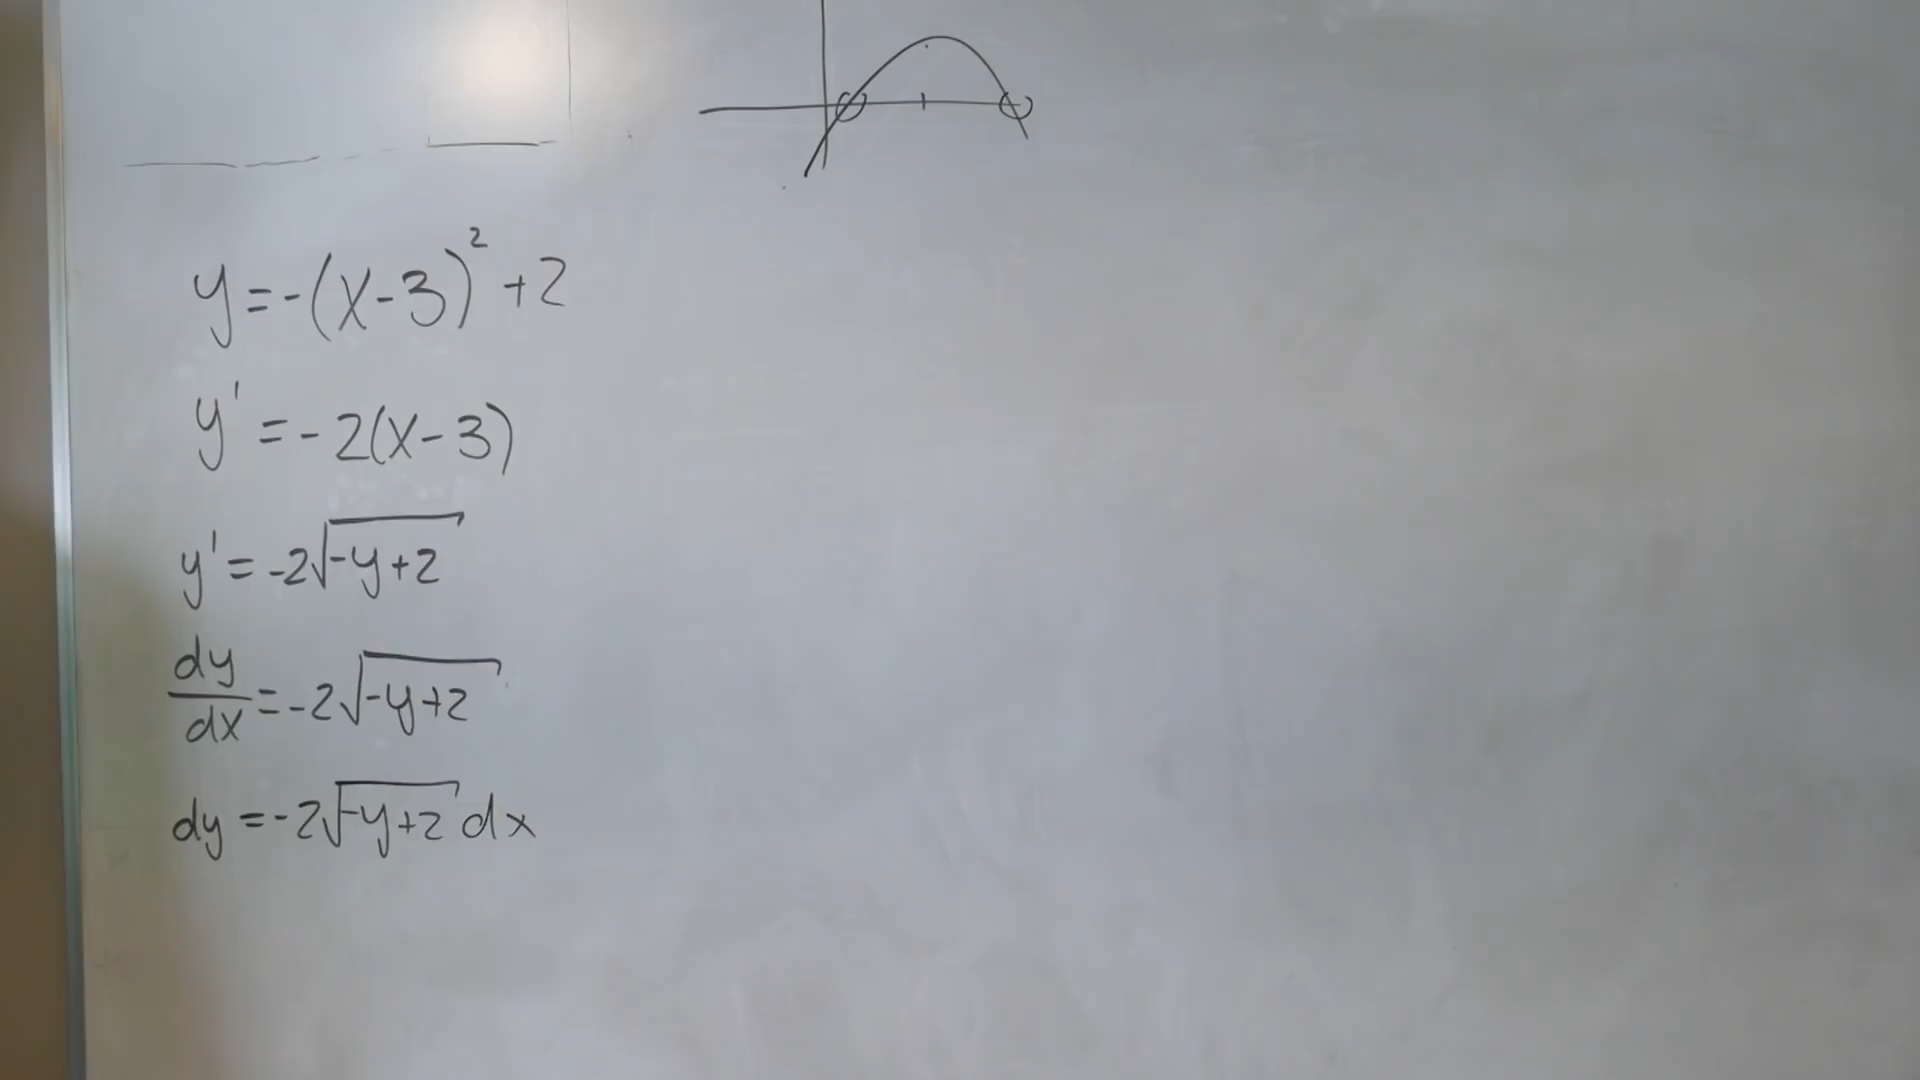 y = -(x-3)² + 2
y' = -2(x-3)
y' = -2√(-y+2)
dy/dx = -2√(-y+2)
dy = -2√(-y+2) dx